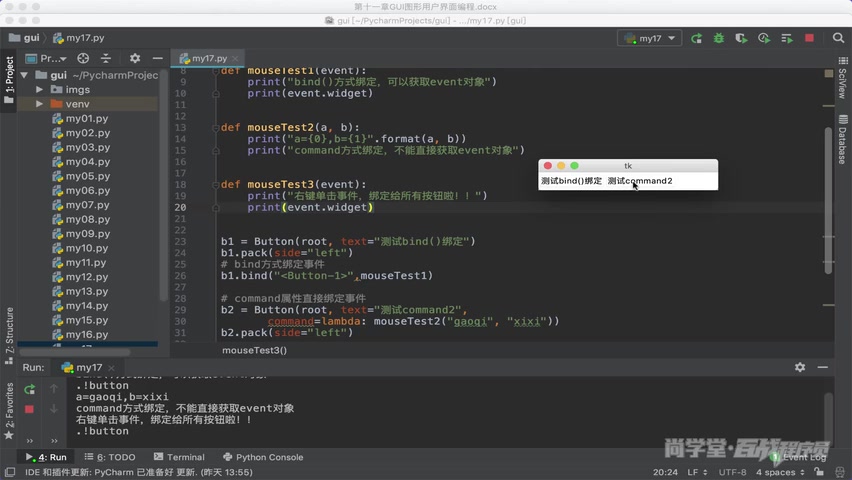 第十一章GUI图形用户界面编程.docx
gui [~/PycharmProjects/gui] - .../my17.py [gui]
gui
my17.py
my17
Pr...
my17.py
1: Project
gui ~/PycharmProjec
imgs
venv
my01.py
my02.py
my03.py
my04.py
my05.py
my06.py
my07.py
my08.py
my09.py
my10.py
my11.py
my12.py
my13.py
my14.py
my15.py
my16.py
8 def mouseTest1(event):
9 print("bind()方式绑定，可以获取event对象")
10 print(event.widget)
11
12
13 def mouseTest2(a, b):
14 print("a={0},b={1}".format(a, b))
15 print("command方式绑定，不能直接获取event对象")
16
17
18 def mouseTest3(event):
19 print("右键单击事件，绑定给所有按钮啦！！")
20 print(event.widget)
21
22
23 b1 = Button(root, text="测试bind()绑定")
24 b1.pack(side="left")
25 # bind方式绑定事件
26 b1.bind("<Button-1>",mouseTest1)
27
28 # command属性直接绑定事件
29 b2 = Button(root, text="测试command2",
30 command=lambda: mouseTest2("gaoqi", "xixi"))
31 b2.pack(side="left")
mouseTest3()
tk
测试bind()绑定 测试command2
SciView
Database
7: Structure
2: Favorites
Run: my17
.!button
a=gaoqi,b=xixi
command方式绑定，不能直接获取event对象
右键单击事件，绑定给所有按钮啦！！
.!button
尚学堂·百战程序员
4: Run
6: TODO
Terminal
Python Console
Event Log
IDE 和插件更新: PyCharm 已准备好 更新. (昨天 13:55)
20:24 LF UTF-8 4 spaces